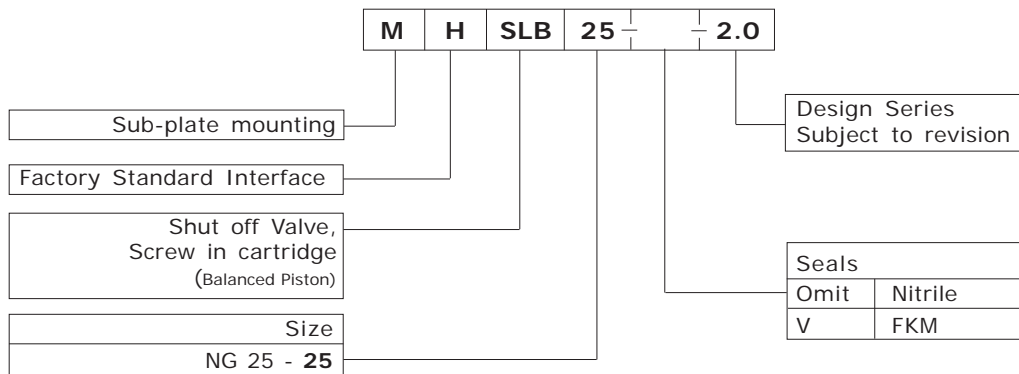 M H SLB 25 - - 2.0
Sub-plate mounting
Factory Standard Interface
Shut off Valve,
Screw in cartridge
(Balanced Piston)
Size
NG 25 - 25
Design Series
Subject to revision
Seals
Omit Nitrile
V FKM